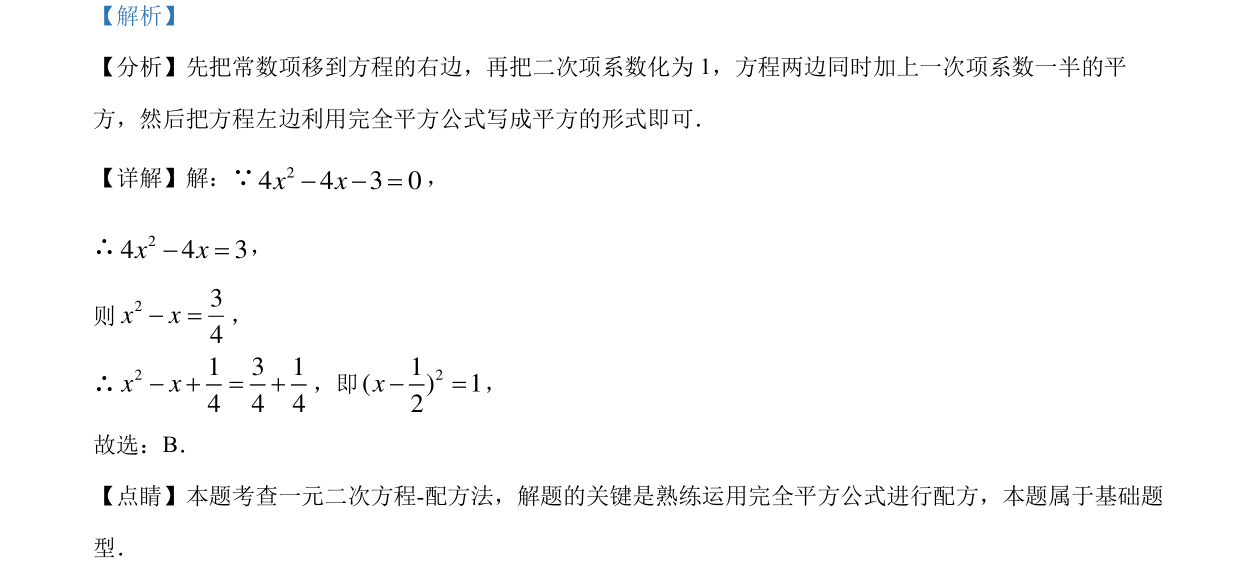 【解析】
【分析】先把常数项移到方程的右边，再把二次项系数化为 1，方程两边同时加上一次项系数一半的平
方，然后把方程左边利用完全平方公式写成平方的形式即可．
【详解】解：∵ 4x² − 4x − 3 = 0，
∴ 4x² − 4x = 3，
则 x² − x = 3/4，
∴ x² − x + 1/4 = 3/4 + 1/4，即 (x − 1/2)² = 1，
故选：B．
【点睛】本题考查一元二次方程-配方法，解题的关键是熟练运用完全平方公式进行配方，本题属于基础题
型．